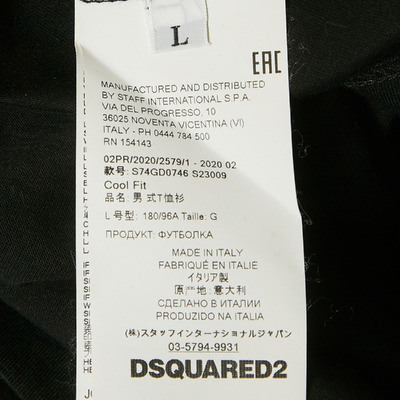 L
EAC
MANUFACTURED AND DISTRIBUTED
BY STAFF INTERNATIONAL S.P.A.
VIA DEL PROGRESSO, 10
36025 NOVENTA VICENTINA (VI)
ITALY - PH 0444 784 500
RN 154143
02PR/2020/2579/1 - 2020 02
款号: S74GD0746 S23009
Cool Fit
品名: 男式T恤衫
L 号型: 180/96A Taille: G
ПРОДУКТ: ФУТБОЛКА
MADE IN ITALY
FABRIQUÉ EN ITALIE
イタリア製
原产地: 意大利
СДЕЛАНО В ИТАЛИИ
PRODUZIDO NA ITALIA
(株)スタッフインターナショナルジャパン
03-5794-9931
DSQUARED2